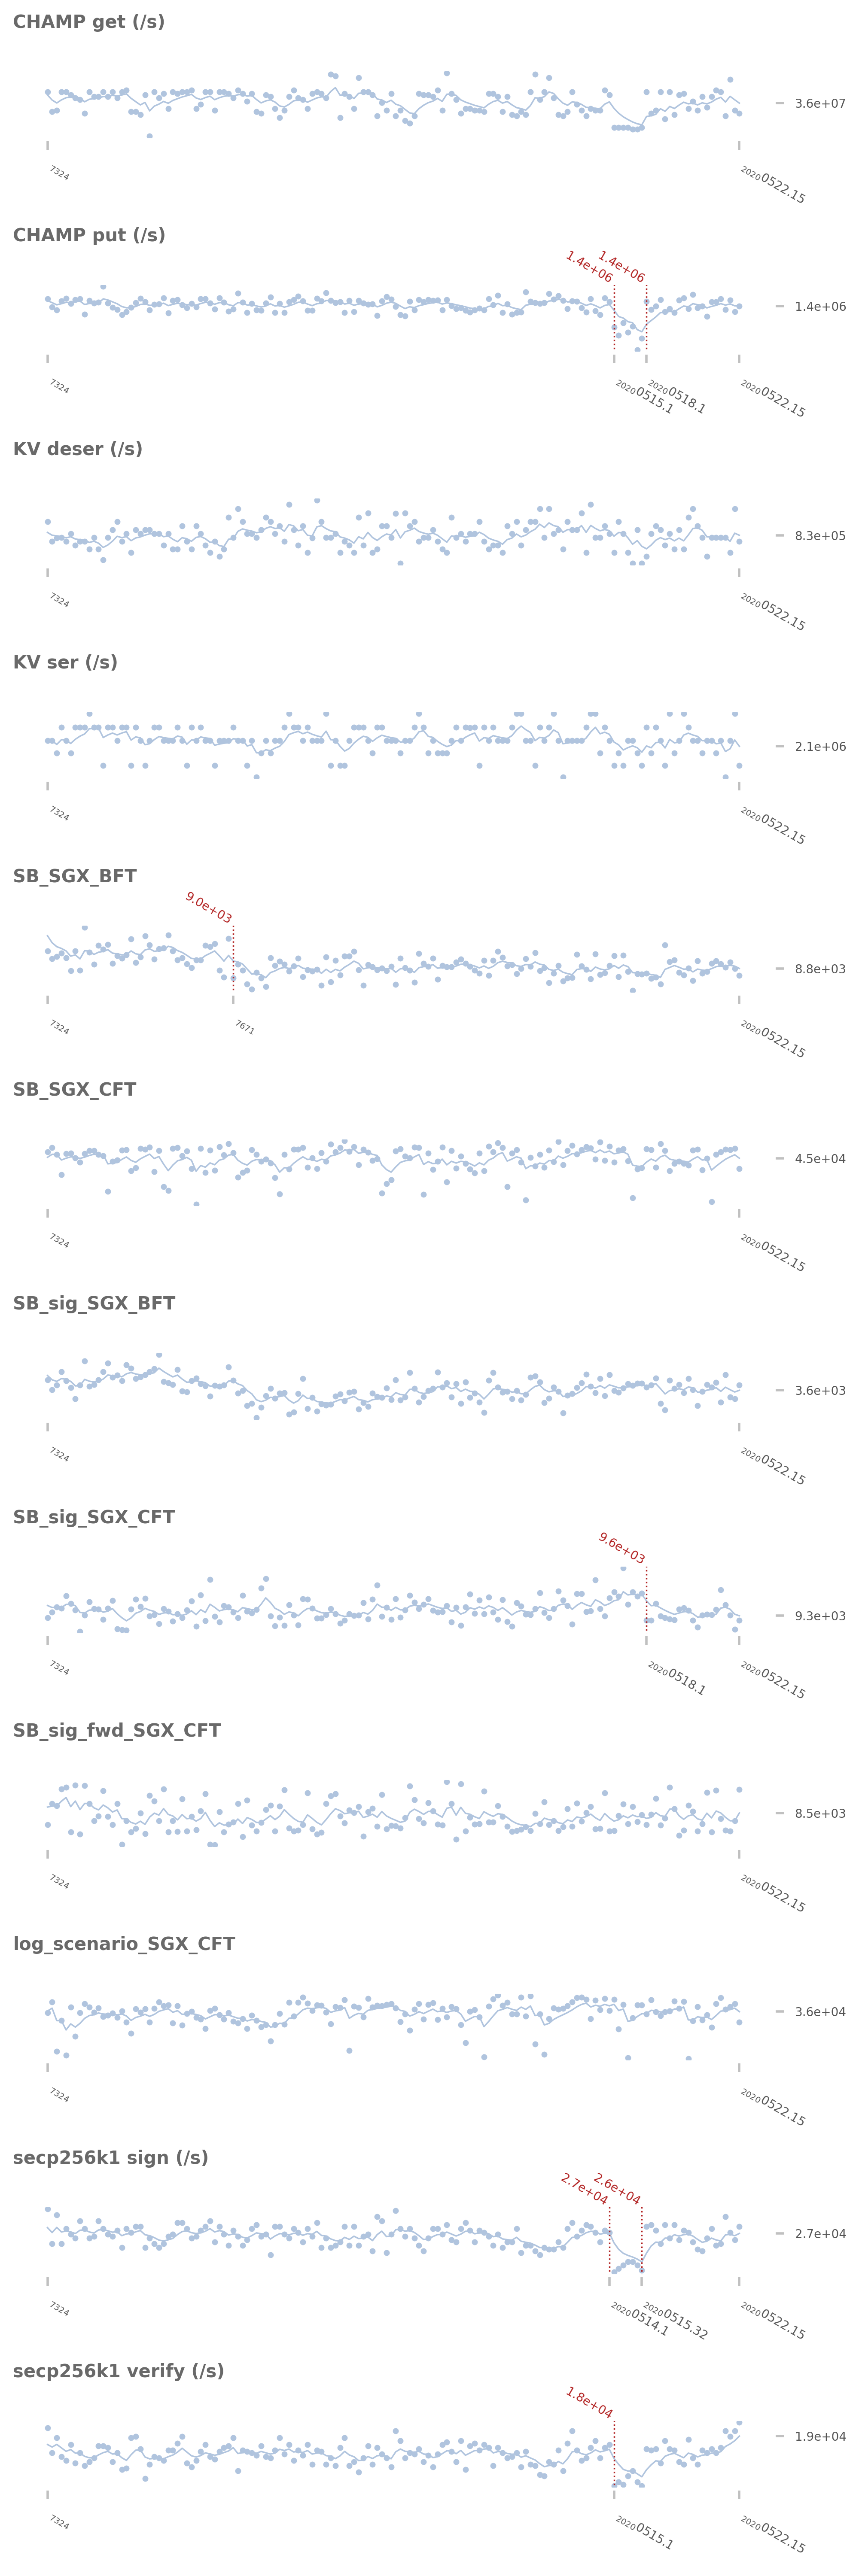 CHAMP get (/s)
3.6e+07
7324
20200522.15
CHAMP put (/s)
1.4e+06 1.4e+06
1.4e+06
7324 20200515.1 20200518.1 20200522.15
KV deser (/s)
8.3e+05
7324
20200522.15
KV ser (/s)
2.1e+06
7324
20200522.15
SB_SGX_BFT
9.0e+03
8.8e+03
7324 7671 20200522.15
SB_SGX_CFT
4.5e+04
7324
20200522.15
SB_sig_SGX_BFT
3.6e+03
7324
20200522.15
SB_sig_SGX_CFT
9.6e+03
9.3e+03
7324 20200518.1 20200522.15
SB_sig_fwd_SGX_CFT
8.5e+03
7324
20200522.15
log_scenario_SGX_CFT
3.6e+04
7324
20200522.15
secp256k1 sign (/s)
2.7e+04 2.6e+04
2.7e+04
7324 20200514.1 20200515.32 20200522.15
secp256k1 verify (/s)
1.8e+04
1.9e+04
7324 20200515.1 20200522.15